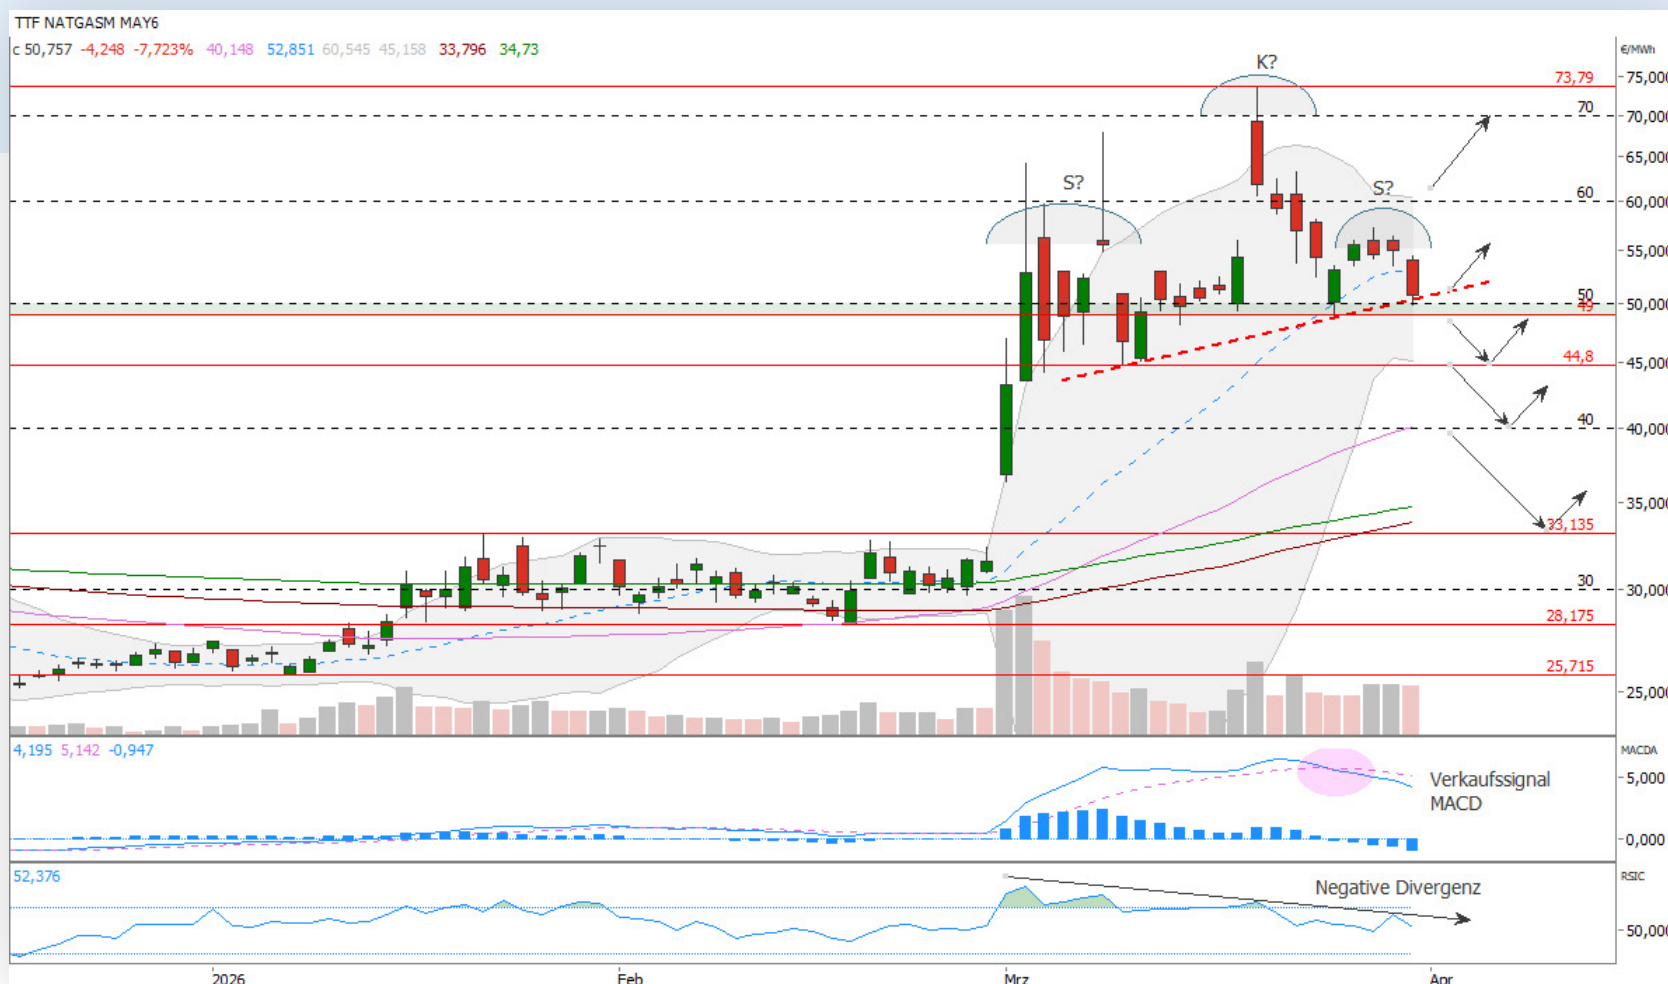 TTF NATGASM MAY6
c 50,757 -4,248 -7,723% 40,148 52,851 60,545 45,158 33,796 34,73
€/MWh
K?
75,000
73,79
70
70,000
65,000
S?
S?
60
60,000
55,000
50
50,000
49
44,8
45,000
40
40,000
35,000
33,135
30
30,000
28,175
25,715
25,000
4,195 5,142 -0,947
MACDA
5,000
Verkaufssignal
MACD
0,000
52,376
RSIC
Negative Divergenz
50,000
2026 Feb Mrz Apr